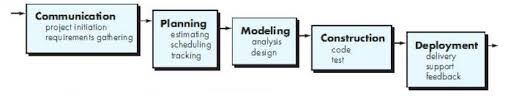 Communication
project initiation
requirements gathering
Planning
estimating
scheduling
tracking
Modeling
analysis
design
Construction
code
test
Deployment
delivery
support
feedback